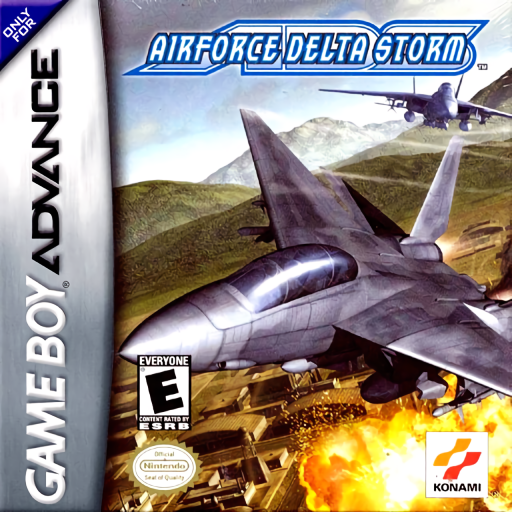 ONLY
FOR
GAME BOY ADVANCE
AIRFORCE DELTA STORM
TM
EVERYONE
E
CONTENT RATED BY
ESRB
Official
Nintendo
Seal of Quality
KONAMI